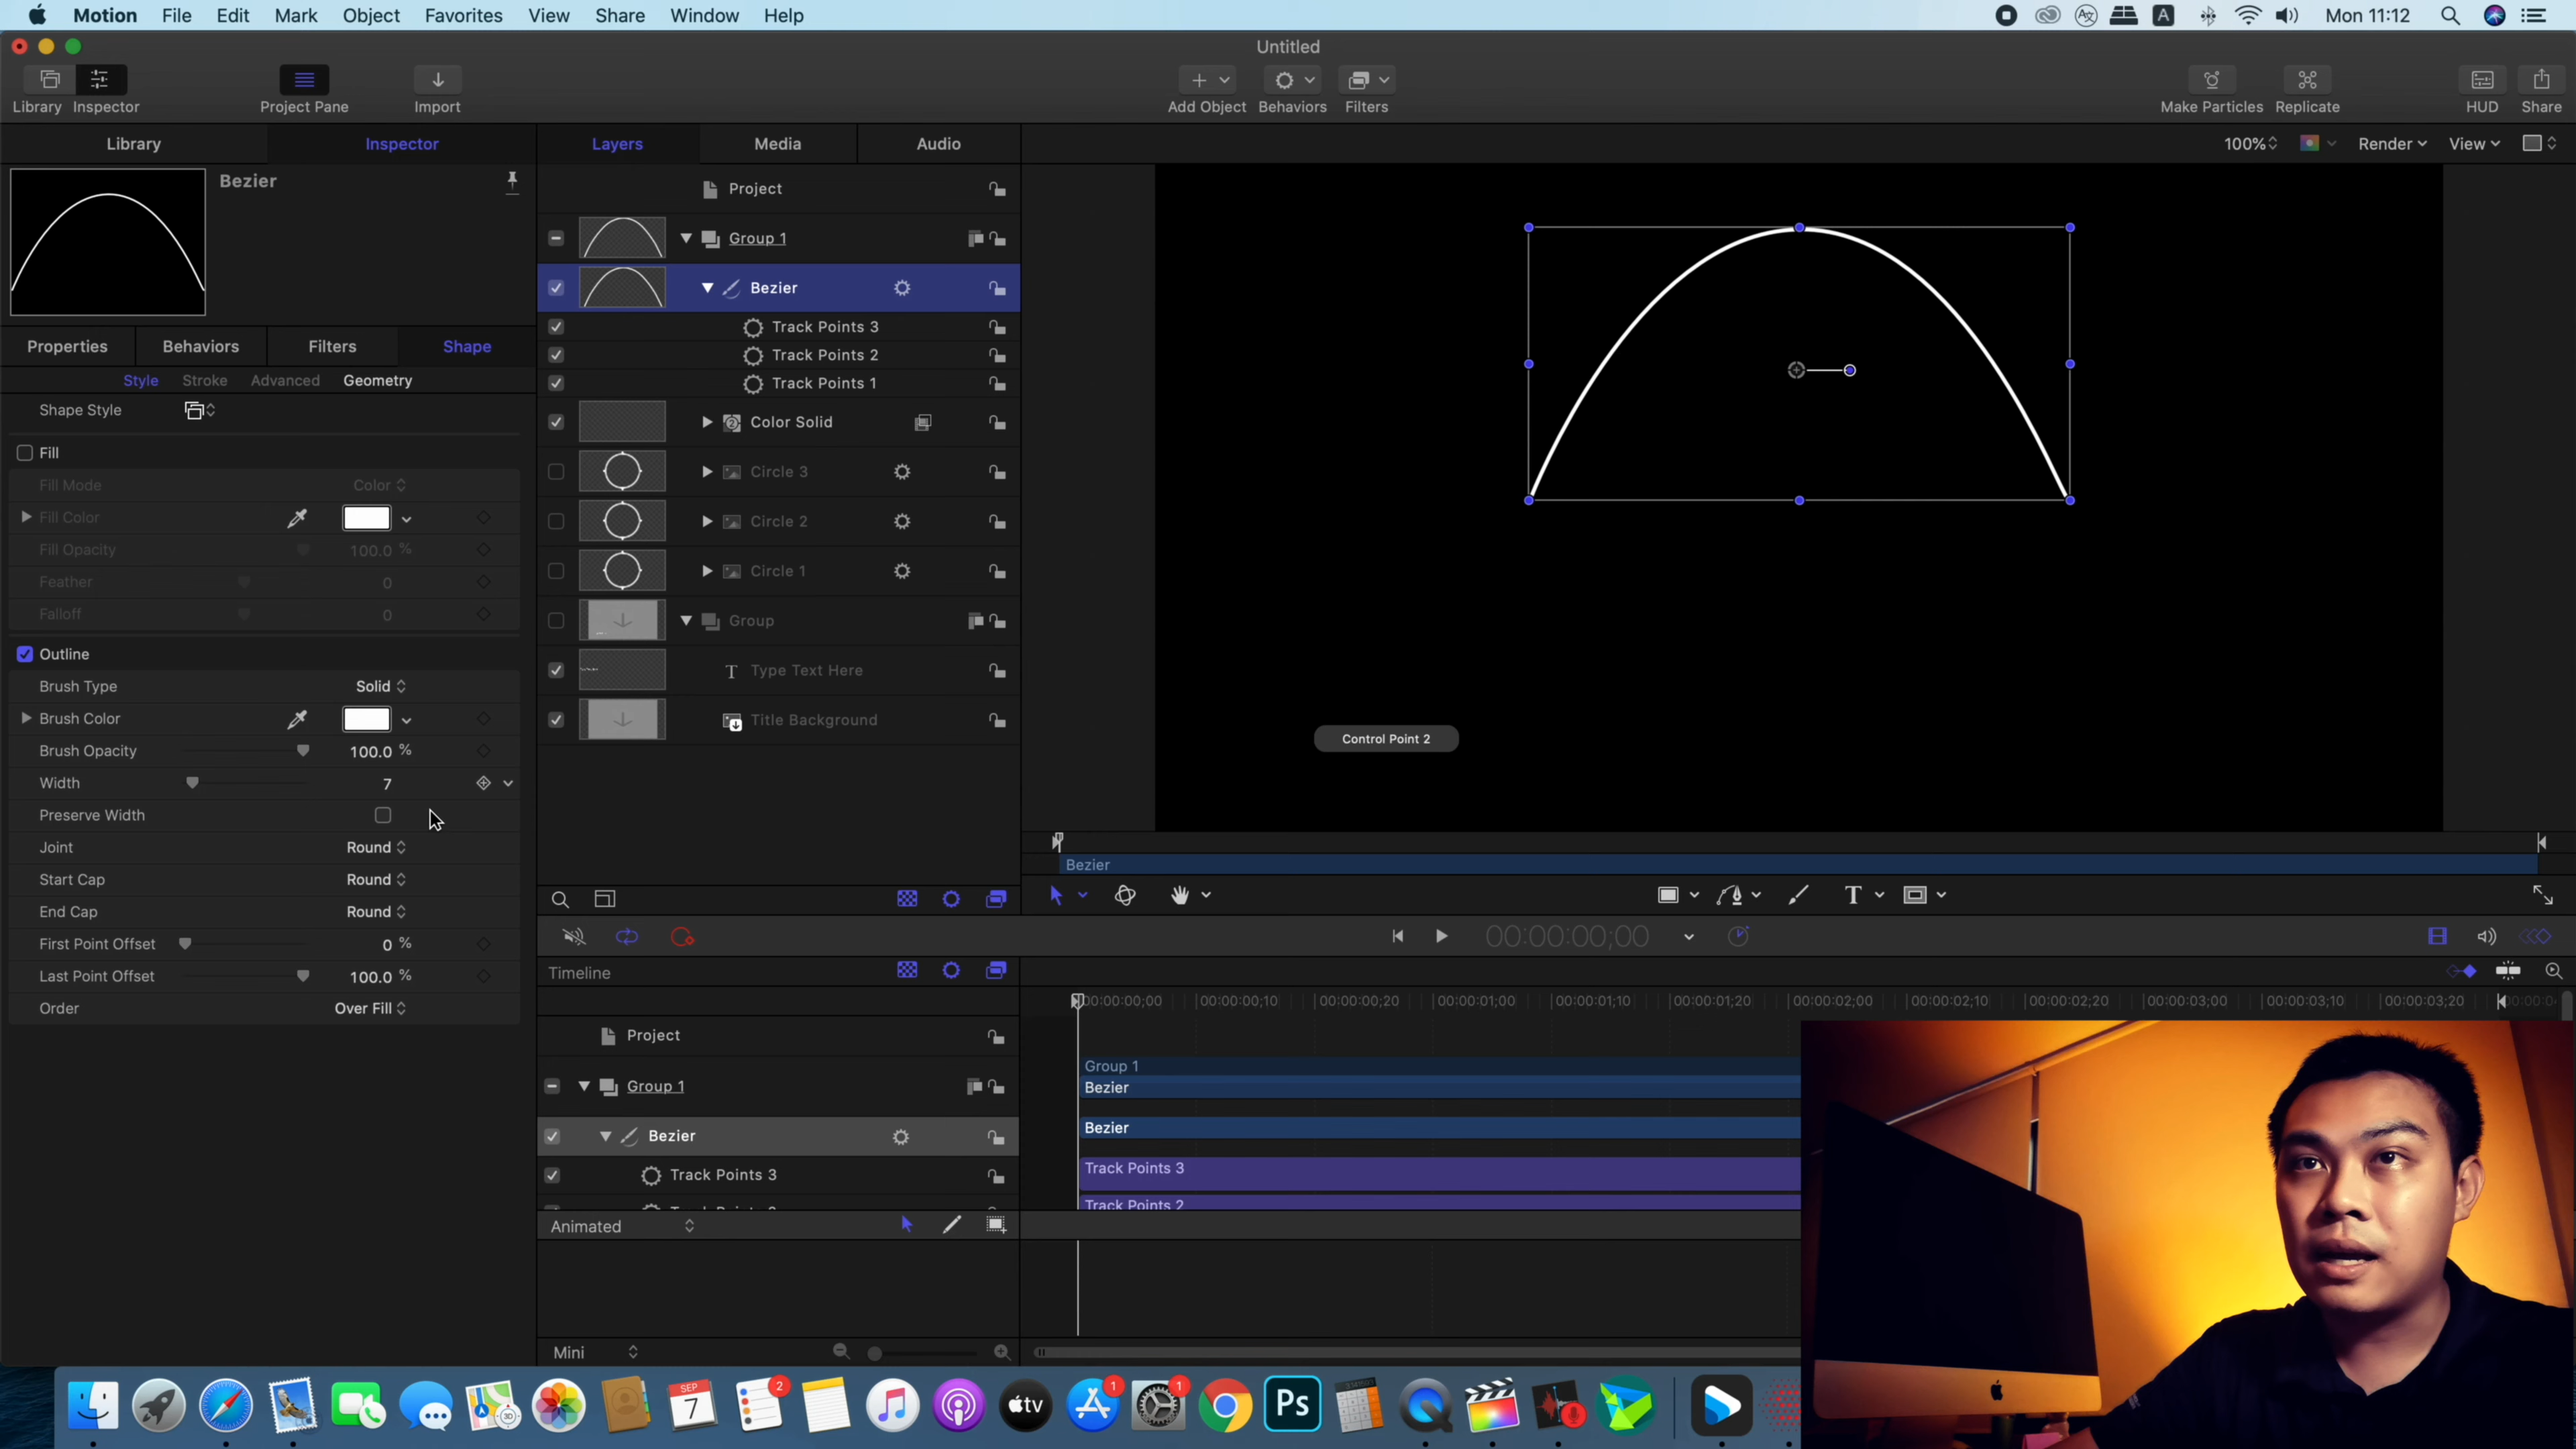 Motion File Edit Mark Object Favorites View Share Window Help
A Mon 11:12
Untitled
Library Inspector Project Pane Import Add Object Behaviors Filters Make Particles Replicate HUD Share
Library Inspector Layers Media Audio 100% Render View
Bezier
Properties Behaviors Filters Shape
Style Stroke Advanced Geometry
Shape Style
Fill
Fill Mode Color
Fill Color
Fill Opacity 100.0 %
Feather 0
Falloff 0
Outline
Brush Type Solid
Brush Color
Brush Opacity 100.0 %
Width 7
Preserve Width
Joint Round
Start Cap Round
End Cap Round
First Point Offset 0 %
Last Point Offset 100.0 %
Order Over Fill
Project
Group 1
Bezier
Track Points 3
Track Points 2
Track Points 1
2 Color Solid
Circle 3
Circle 2
Circle 1
Group
T Type Text Here
Title Background
Control Point 2
Bezier
T
00:00:00;00
Timeline
00:00:00;00 00:00:00;10 00:00:00;20 00:00:01;00 00:00:01;10 00:00:01;20 00:00:02;00 00:00:02;10 00:00:02;20 00:00:03;00 00:00:03;10 00:00:03;20
Project
Group 1
Bezier
Track Points 3
Group 1
Bezier
Bezier
Track Points 3
Track Points 2
Animated
Mini
3D
SEP
7
2
tv
1
1
Ps